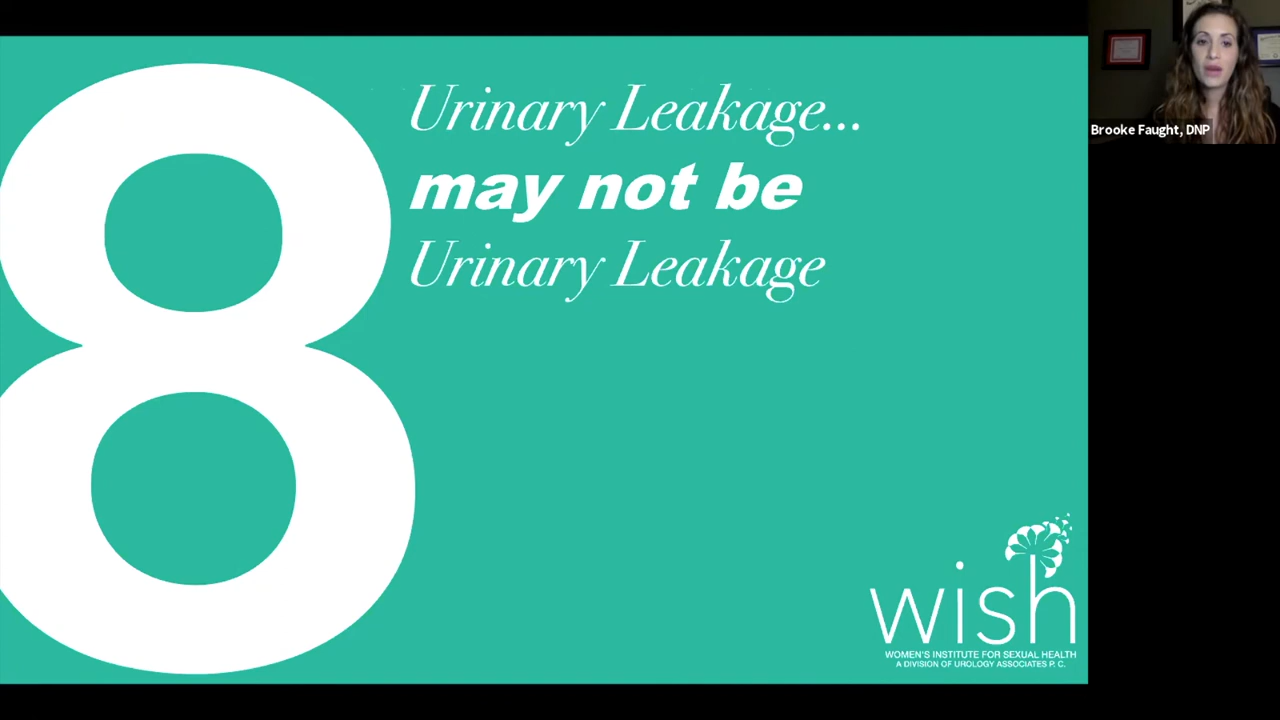 8
Urinary Leakage...
may not be
Urinary Leakage
wish
WOMEN'S INSTITUTE FOR SEXUAL HEALTH
A DIVISION OF UROLOGY ASSOCIATES P. C.
Brooke Faught, DNP